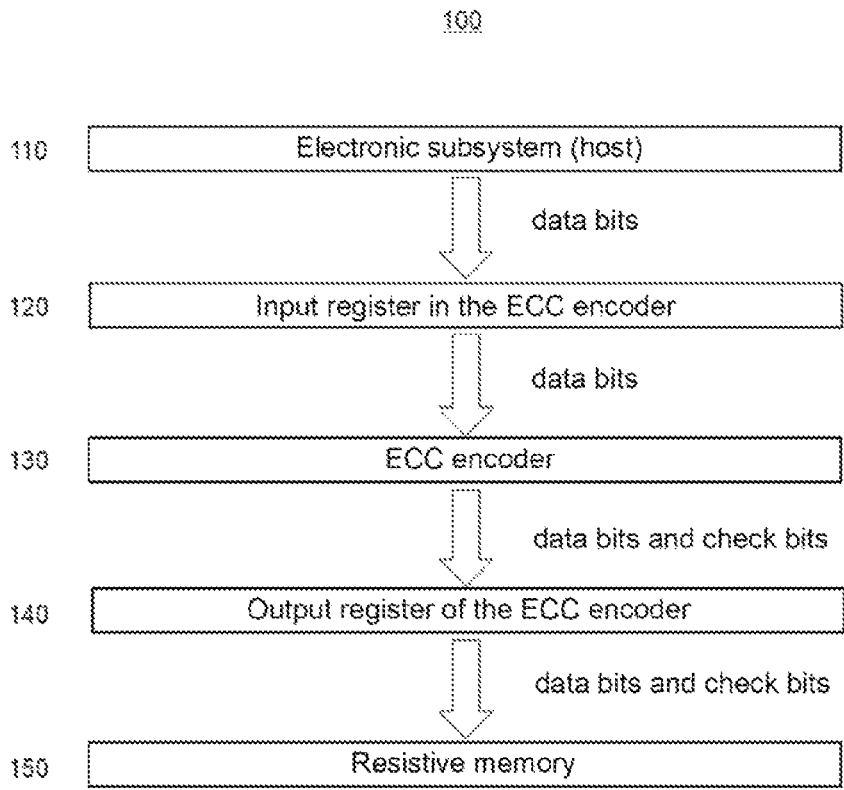 100
110
Electronic subsystem (host)
data bits
120
Input register in the ECC encoder
data bits
130
ECC encoder
data bits and check bits
140
Output register of the ECC encoder
data bits and check bits
150
Resistive memory